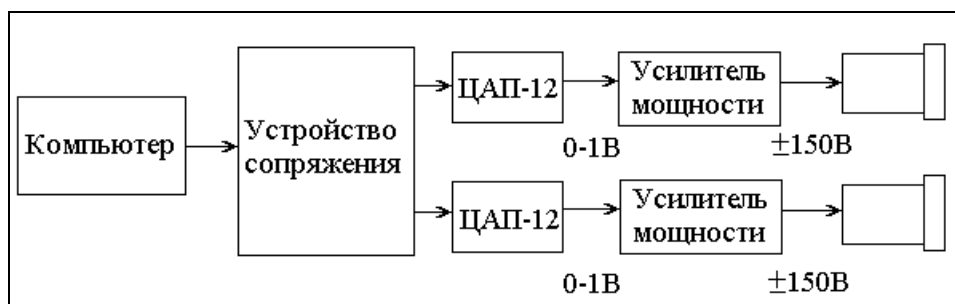 Компьютер
Устройство
сопряжения
ЦАП-12
0-1В
Усилитель
мощности
±150В
ЦАП-12
0-1В
Усилитель
мощности
±150В